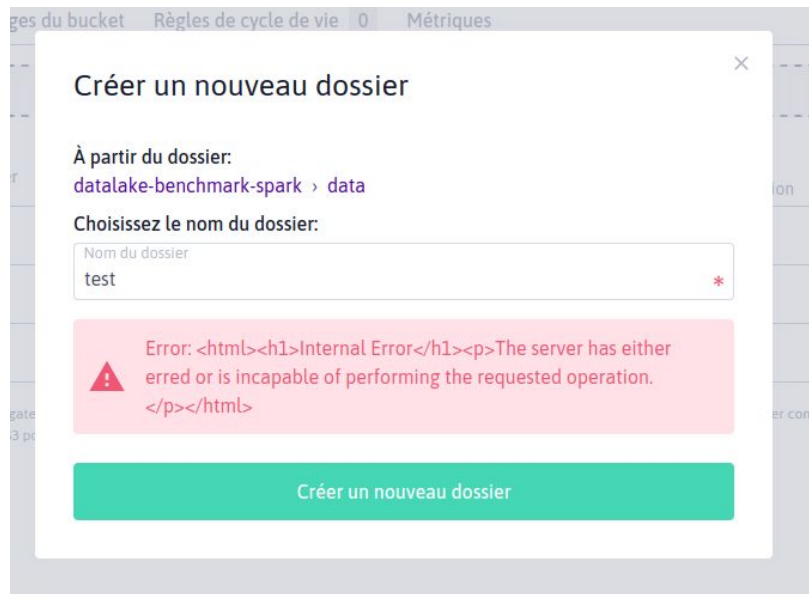 ges du bucket Règles de cycle de vie 0 Métriques
Créer un nouveau dossier
À partir du dossier:
datalake-benchmark-spark › data
Choisissez le nom du dossier:
Nom du dossier
test *
Error: <html><h1>Internal Error</h1><p>The server has either
erred or is incapable of performing the requested operation.
</p></html>
Créer un nouveau dossier